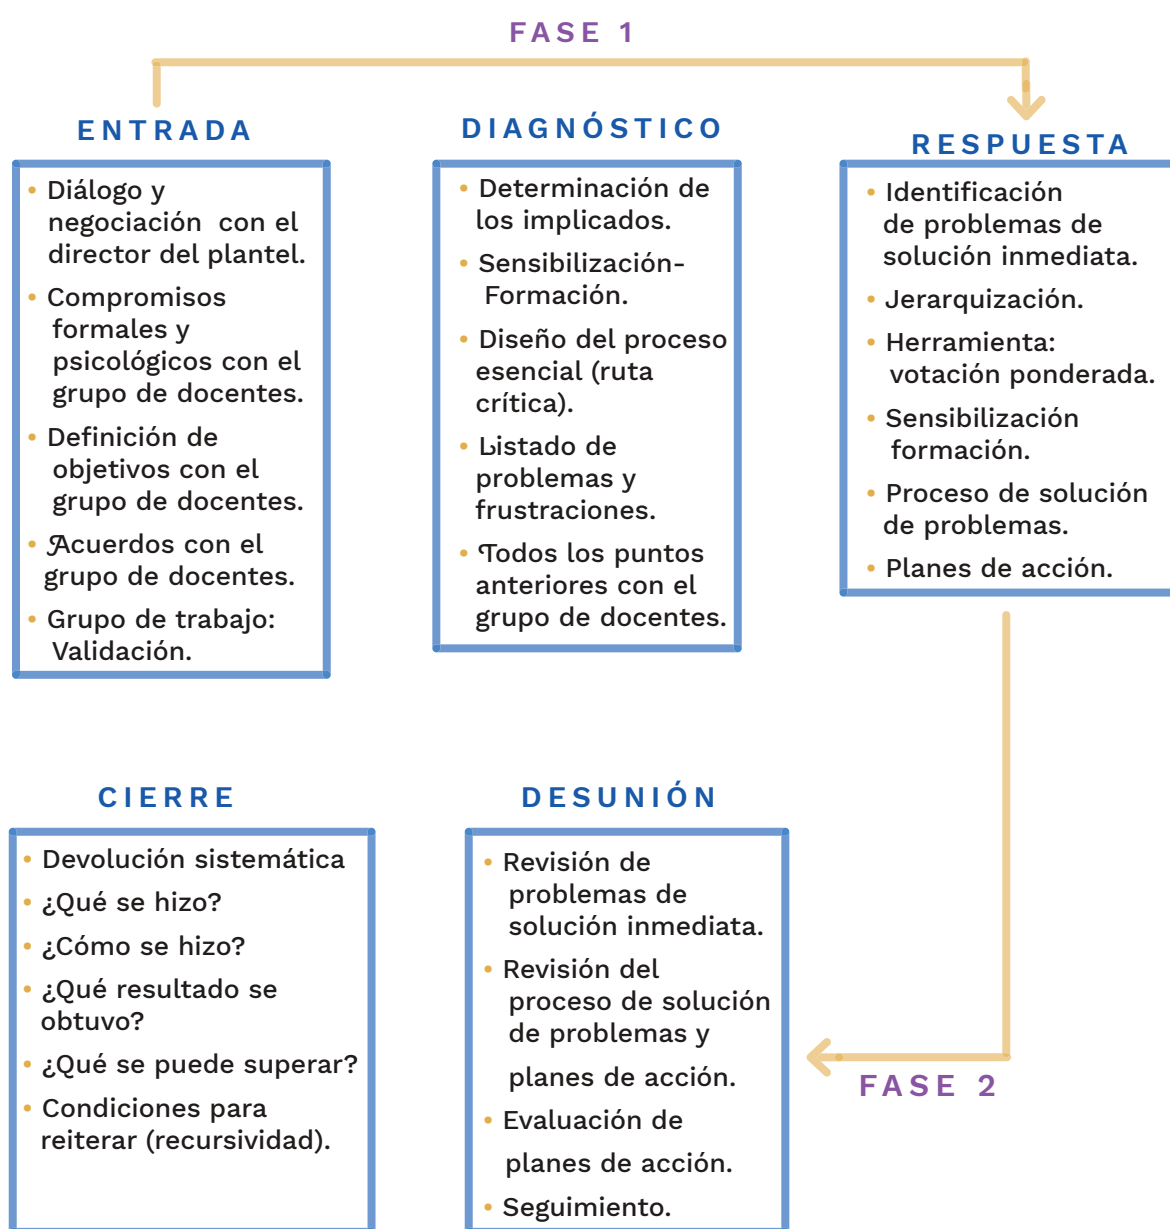 FASE 1
ENTRADA
• Diálogo y
negociación con el
director del plantel.
• Compromisos
formales y
psicológicos con el
grupo de docentes.
• Definición de
objetivos con el
grupo de docentes.
• Acuerdos con el
grupo de docentes.
• Grupo de trabajo:
Validación.
DIAGNÓSTICO
• Determinación de
los implicados.
• Sensibilización-
Formación.
• Diseño del proceso
esencial (ruta
crítica).
• Listado de
problemas y
frustraciones.
• Todos los puntos
anteriores con el
grupo de docentes.
RESPUESTA
• Identificación
de problemas de
solución inmediata.
• Jerarquización.
• Herramienta:
votación ponderada.
• Sensibilización
formación.
• Proceso de solución
de problemas.
• Planes de acción.
FASE 2
DESUNIÓN
• Revisión de
problemas de
solución inmediata.
• Revisión del
proceso de solución
de problemas y
planes de acción.
• Evaluación de
planes de acción.
• Seguimiento.
CIERRE
• Devolución sistemática
• ¿Qué se hizo?
• ¿Cómo se hizo?
• ¿Qué resultado se
obtuvo?
• ¿Qué se puede superar?
• Condiciones para
reiterar (recursividad).